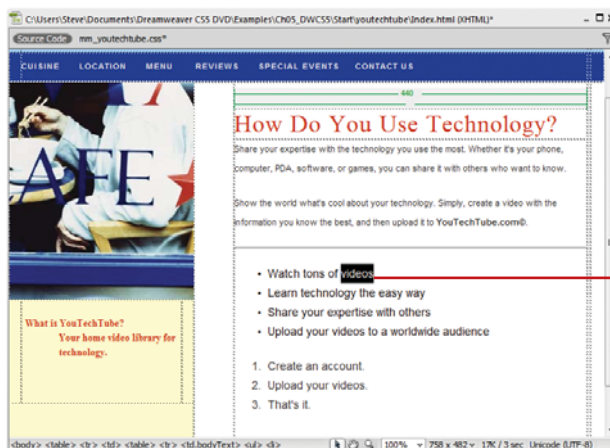 C:\Users\Steve\Documents\Dreamweaver CS5 DVD\Examples\Ch05_DWCS5\Start\youtechtube\Index.html (XHTML)*
Source Code mm_youtechtube.css*
CUISINE LOCATION MENU REVIEWS SPECIAL EVENTS CONTACT US
440
How Do You Use Technology?
Share your expertise with the technology you use the most. Whether it's your phone,
computer, PDA, software, or games, you can share it with others who want to know.
Show the world what's cool about your technology. Simply, create a video with the
information you know the best, and then upload it to YouTechTube.com©.
AFE
• Watch tons of videos
• Learn technology the easy way
• Share your expertise with others
• Upload your videos to a worldwide audience
What is YouTechTube?
Your home video library for
technology.
1. Create an account.
2. Upload your videos.
3. That's it.
<body> <table> <tr> <td> <table> <tr> <td.bodyText> <ul> <li> 100% 758 x 482 17K / 3 sec Unicode (UTF-8)